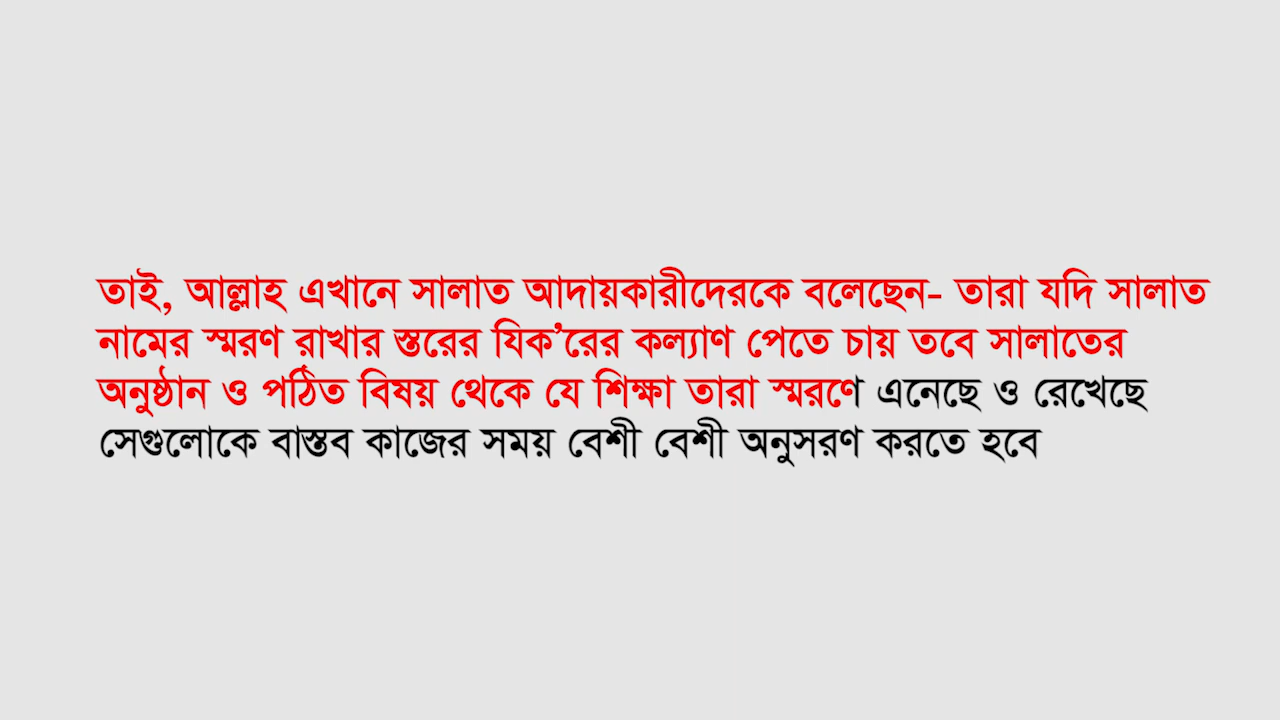 তাই, আল্লাহ এখানে সালাত আদায়কারীদেরকে বলেছেন- তারা যদি সালাত
নামের স্মরণ রাখার স্তরের যিক’রের কল্যাণ পেতে চায় তবে সালাতের
অনুষ্ঠান ও পঠিত বিষয় থেকে যে শিক্ষা তারা স্মরণে এনেছে ও রেখেছে
সেগুলোকে বাস্তব কাজের সময় বেশী বেশী অনুসরণ করতে হবে